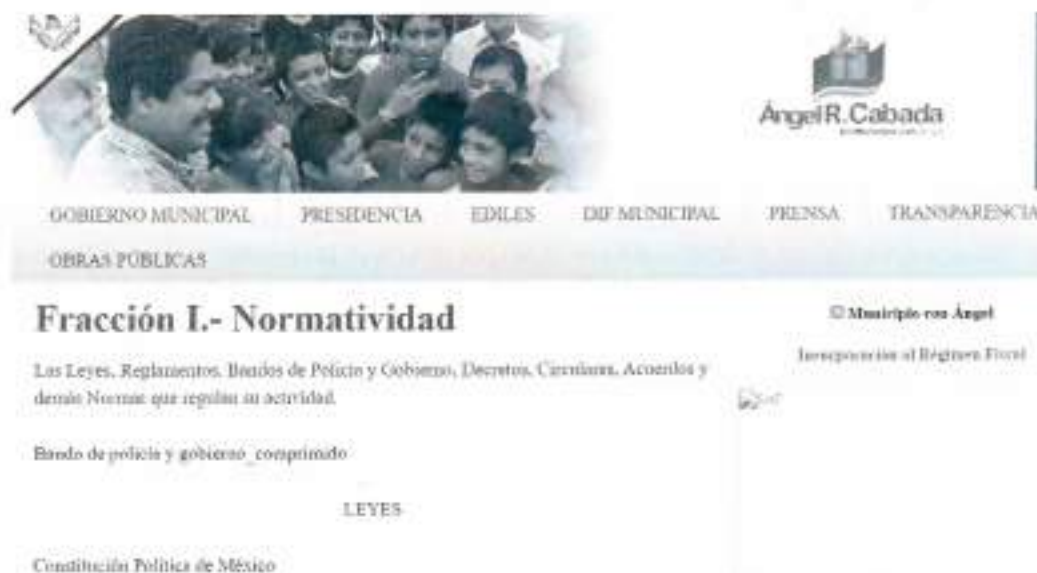 Ángel R. Cabada
GOBIERNO MUNICIPAL PRESIDENCIA EDILES DIF MUNICIPAL PRENSA TRANSPARENCIA
OBRAS PÚBLICAS
Fracción I.- Normatividad
Las Leyes, Reglamentos, Bandos de Policía y Gobierno, Decretos, Circulares, Acuerdos y
demás Normas que regulan su actividad.
Bando de policía y gobierno_comprimido
LEYES
Constitución Política de México
Municipio con Ángel
Incorporación al Régimen Fiscal